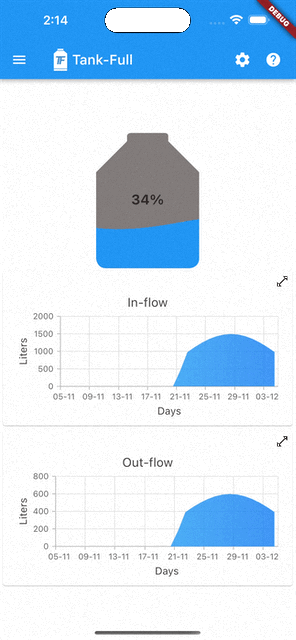 2:14
DEBUG
TF Tank-Full
34%
In-flow
Liters
2000
1500
1000
500
0
05-11 09-11 13-11 17-11 21-11 25-11 29-11 03-12
Days
Out-flow
Liters
800
600
400
200
0
05-11 09-11 13-11 17-11 21-11 25-11 29-11 03-12
Days